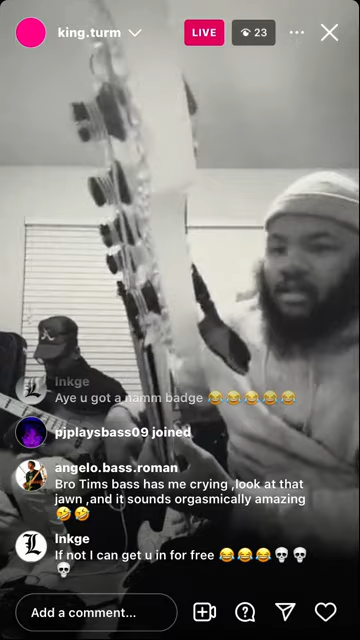 king.turm
LIVE
23
lnkge
Aye u got a namm badge 😂😂😂😂😂
pjplaysbass09 joined
angelo.bass.roman
Bro Tims bass has me crying ,look at that
jawn ,and it sounds orgasmically amazing
🤣🤣
lnkge
If not I can get u in for free 😂😂😂💀💀
💀
Add a comment...